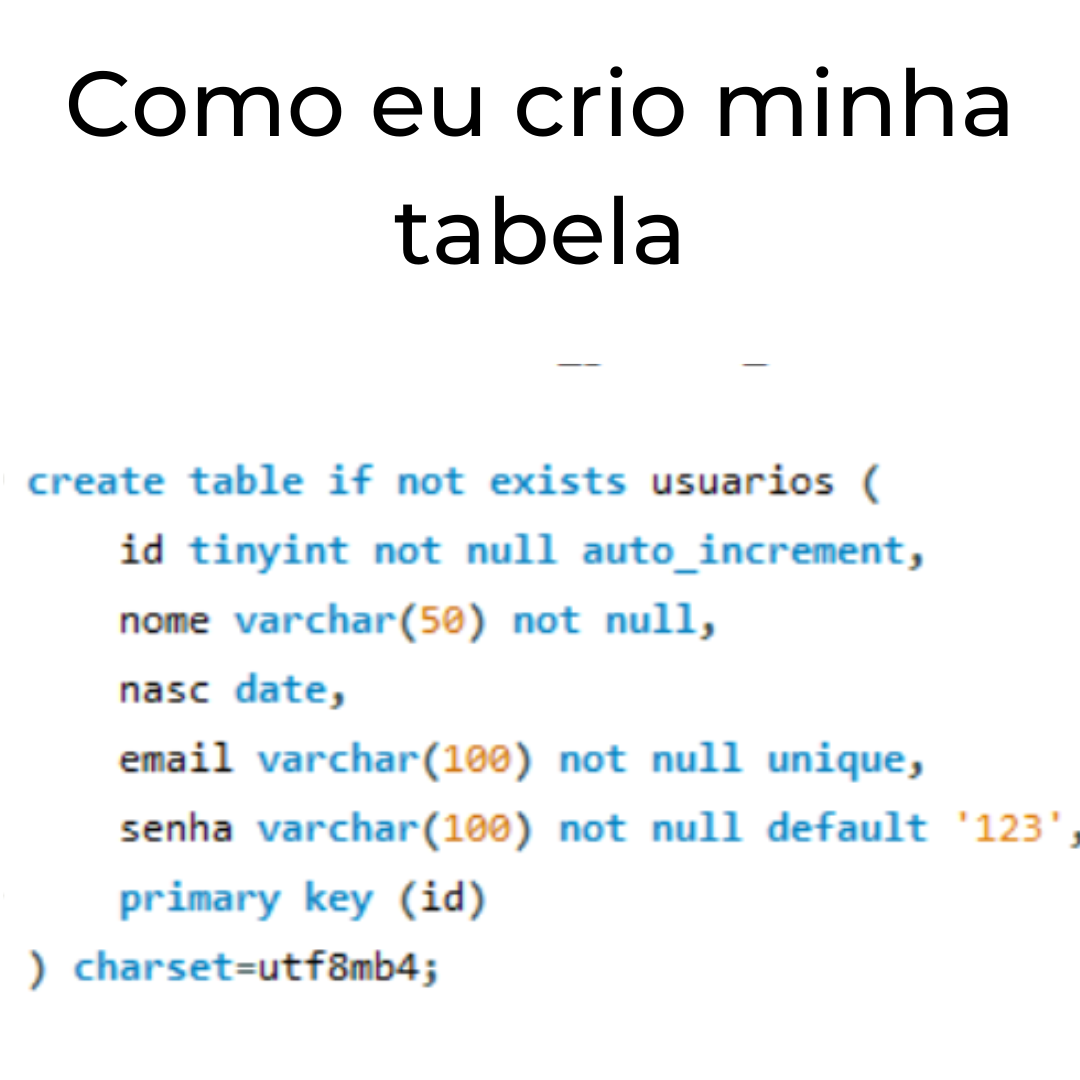 Como eu crio minha
tabela
create table if not exists usuarios (
id tinyint not null auto_increment,
nome varchar(50) not null,
nasc date,
email varchar(100) not null unique,
senha varchar(100) not null default '123',
primary key (id)
) charset=utf8mb4;